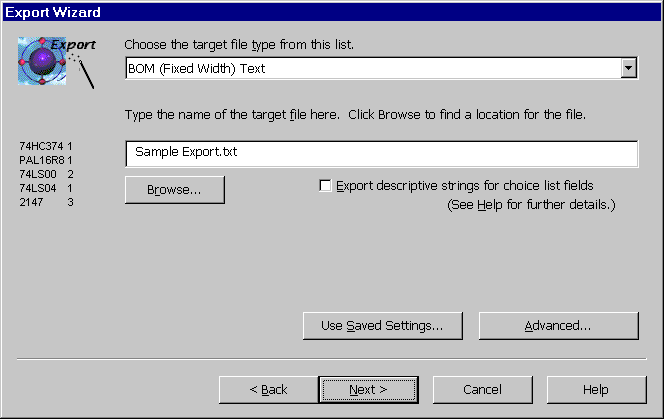 Export Wizard
Export
Choose the target file type from this list.
BOM (Fixed Width) Text
Type the name of the target file here. Click Browse to find a location for the file.
Sample Export.txt
74HC374 1
PAL16R8 1
74LS00 2
74LS04 1
2147 3
Browse...
Export descriptive strings for choice list fields
(See Help for further details.)
Use Saved Settings...
Advanced...
< Back
Next >
Cancel
Help